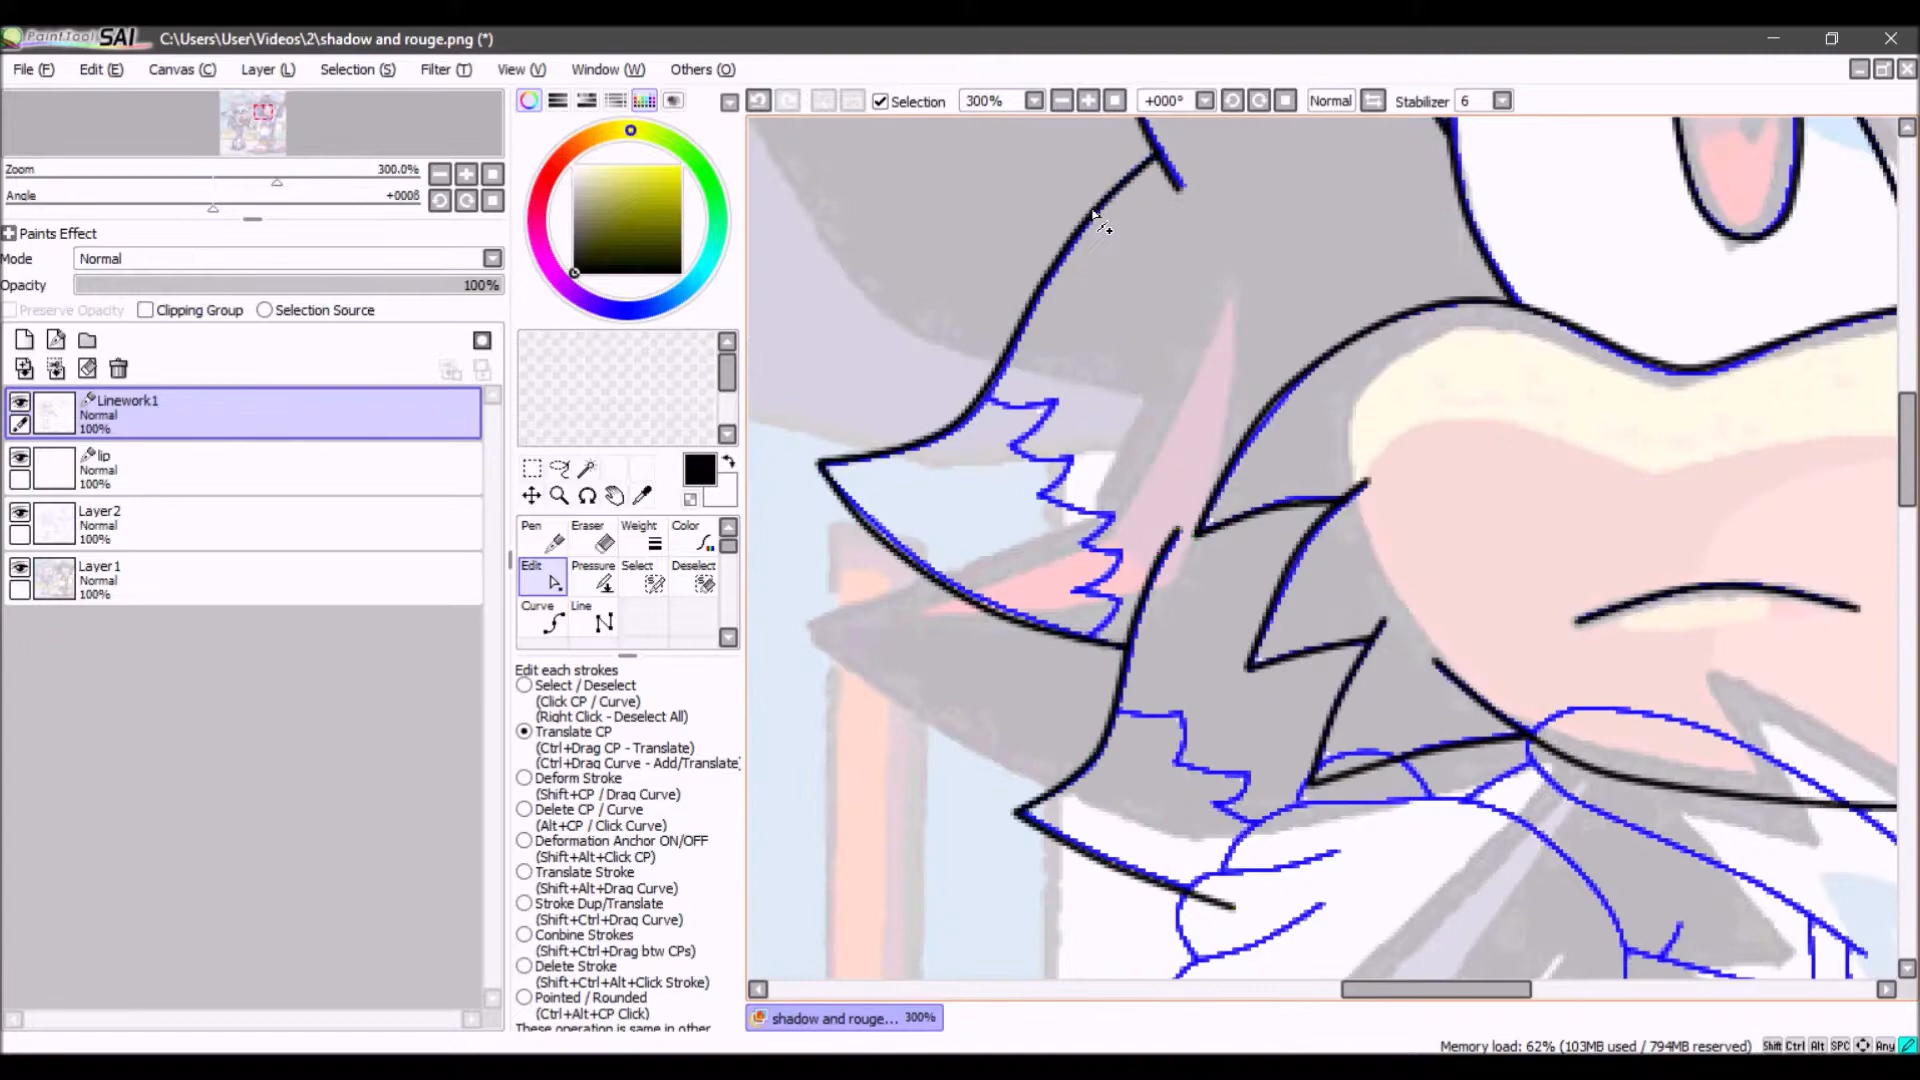 PaintTool SAI C:\Users\User\Videos\2\shadow and rouge.png (*)
File (F) Edit (E) Canvas (C) Layer (L) Selection (S) Filter (T) View (V) Window (W) Others (O)
Selection 300% +000° Normal Stabilizer 6
Zoom 300.0%
Angle +000ß
Paints Effect
Mode Normal
Opacity 100%
Preserve Opacity Clipping Group Selection Source
Linework1
Normal
100%
lip
Normal
100%
Layer2
Normal
100%
Layer1
Normal
100%
Pen Eraser Weight Color
Edit Pressure Select Deselect
Curve Line
Edit each strokes
Select / Deselect
(Click CP / Curve)
(Right Click - Deselect All)
Translate CP
(Ctrl+Drag CP - Translate)
(Ctrl+Drag Curve - Add/Translate)
Deform Stroke
(Shift+CP / Drag Curve)
Delete CP / Curve
(Alt+CP / Click Curve)
Deformation Anchor ON/OFF
(Shift+Alt+Click CP)
Translate Stroke
(Shift+Alt+Drag Curve)
Stroke Dup/Translate
(Shift+Ctrl+Drag Curve)
Conbine Strokes
(Shift+Ctrl+Drag btw CPs)
Delete Stroke
(Shift+Ctrl+Alt+Click Stroke)
Pointed / Rounded
(Ctrl+Alt+CP Click)
These operation is same in other
shadow and rouge... 300%
Memory load: 62% (103MB used / 794MB reserved) Shift Ctrl Alt SPC Any